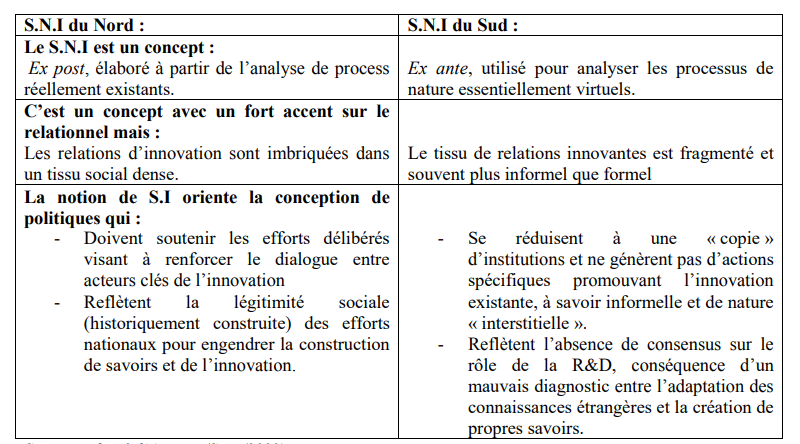 S.N.I du Nord :
S.N.I du Sud :
Le S.N.I est un concept :
Ex post, élaboré à partir de l'analyse de process
réellement existants.
Ex ante, utilisé pour analyser les processus de
nature essentiellement virtuels.
C'est un concept avec un fort accent sur le
relationnel mais :
Les relations d'innovation sont imbriquées dans
un tissu social dense.
Le tissu de relations innovantes est fragmenté et
souvent plus informel que formel
La notion de S.I oriente la conception de
politiques qui :
- Doivent soutenir les efforts délibérés
visant à renforcer le dialogue entre
acteurs clés de l'innovation
- Reflètent la légitimité sociale
(historiquement construite) des efforts
nationaux pour engendrer la construction
de savoirs et de l'innovation.
- Se réduisent à une « copie »
d'institutions et ne génèrent pas d'actions
spécifiques promouvant l'innovation
existante, à savoir informelle et de nature
« interstitielle ».
- Reflètent l'absence de consensus sur le
rôle de la R&D, conséquence d'un
mauvais diagnostic entre l'adaptation des
connaissances étrangères et la création de
propres savoirs.